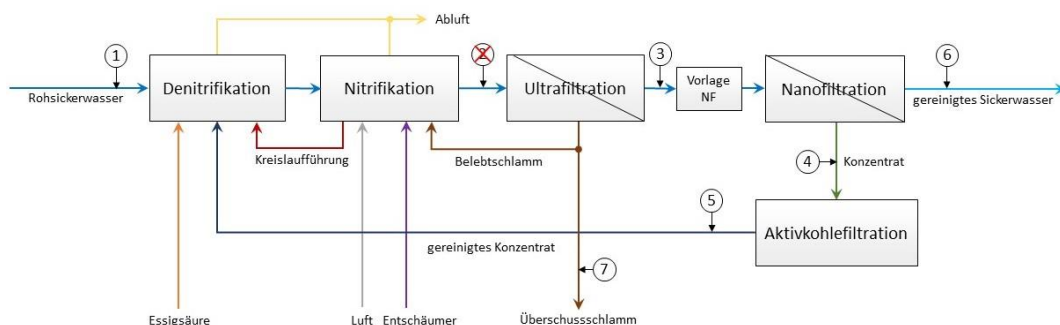 Abluft
1
2
3
6
Rohsickerwasser
Denitrifikation
Nitrifikation
Ultrafiltration
Vorlage
NF
Nanofiltration
gereinigtes Sickerwasser
Kreislaufführung
Belebtschlamm
4
Konzentrat
5
Aktivkohlefiltration
gereinigtes Konzentrat
7
Essigsäure
Luft
Entschäumer
Überschussschlamm